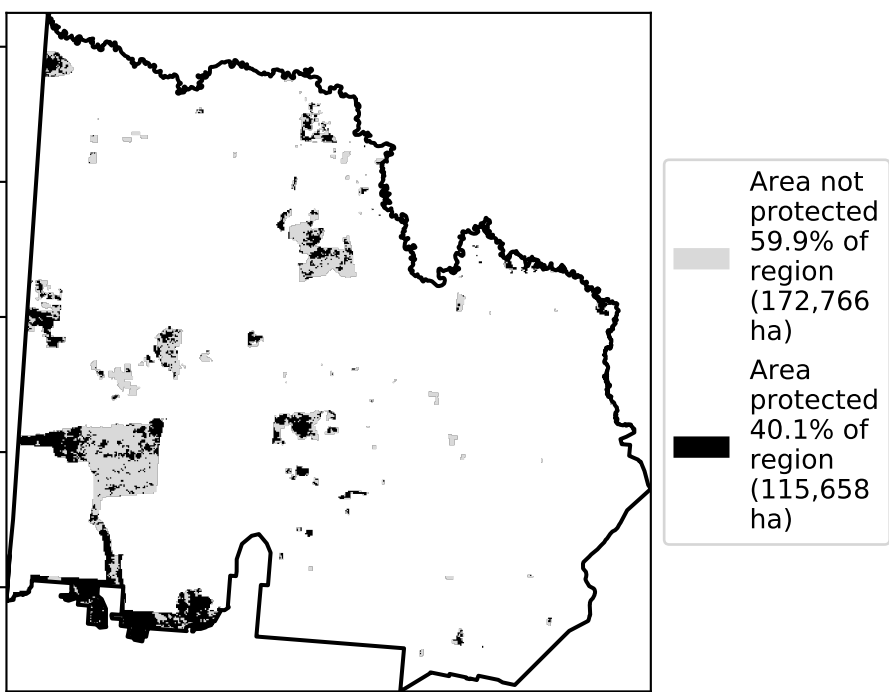 Area not
protected
59.9% of
region
(172,766
ha)
Area
protected
40.1% of
region
(115,658
ha)